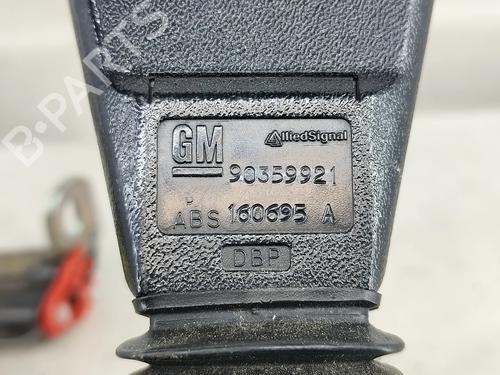 B-PARTS
GM AlliedSignal
90359921
D
ABS 160695 A
DBP